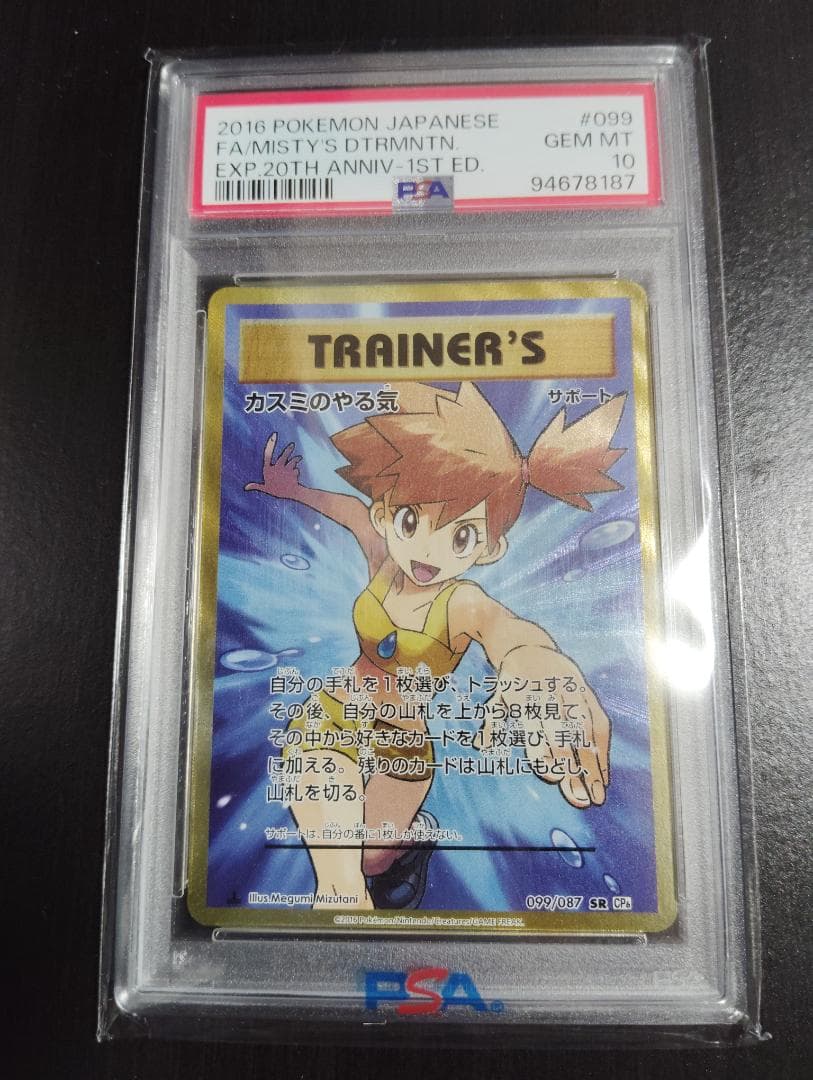 2016 POKEMON JAPANESE #099
FA/MISTY'S DTRMNTN. GEM MT
EXP.20TH ANNIV-1ST ED. 10
PSA 94678187
TRAINER'S
カスミのやる気 サポート
自分の手札を1枚選び、トラッシュする。
その後、自分の山札を上から8枚見て、
その中から好きなカードを1枚選び、手札
に加える。残りのカードは山札にもどし、
山札を切る。
サポートは、自分の番に1枚しか使えない。
Illus.Megumi Mizutani 099/087 SR CP6
©2016 Pokémon/Nintendo/Creatures/GAME FREAK.
PSA